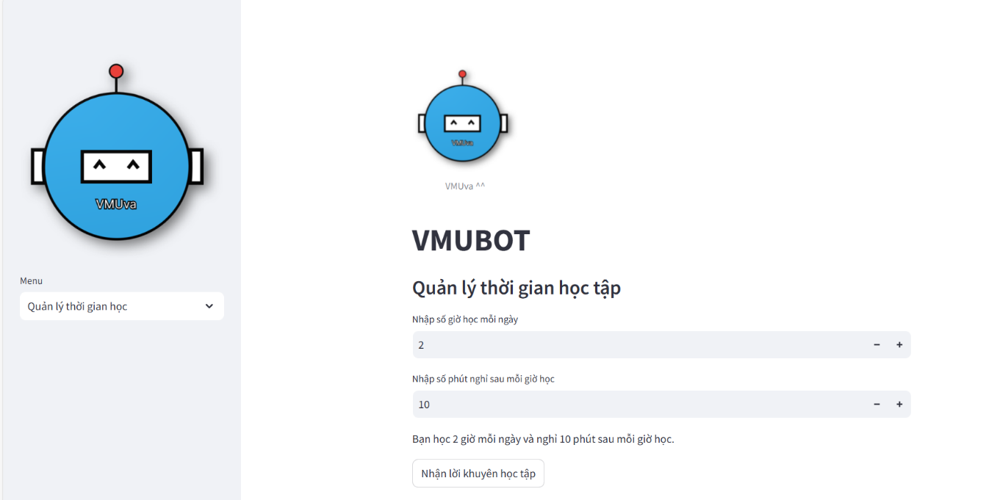 VMUva
Menu
Quản lý thời gian học
VMUva
VMUva ^^
VMUBOT
Quản lý thời gian học tập
Nhập số giờ học mỗi ngày
2
Nhập số phút nghỉ sau mỗi giờ học
10
Bạn học 2 giờ mỗi ngày và nghỉ 10 phút sau mỗi giờ học.
Nhận lời khuyên học tập